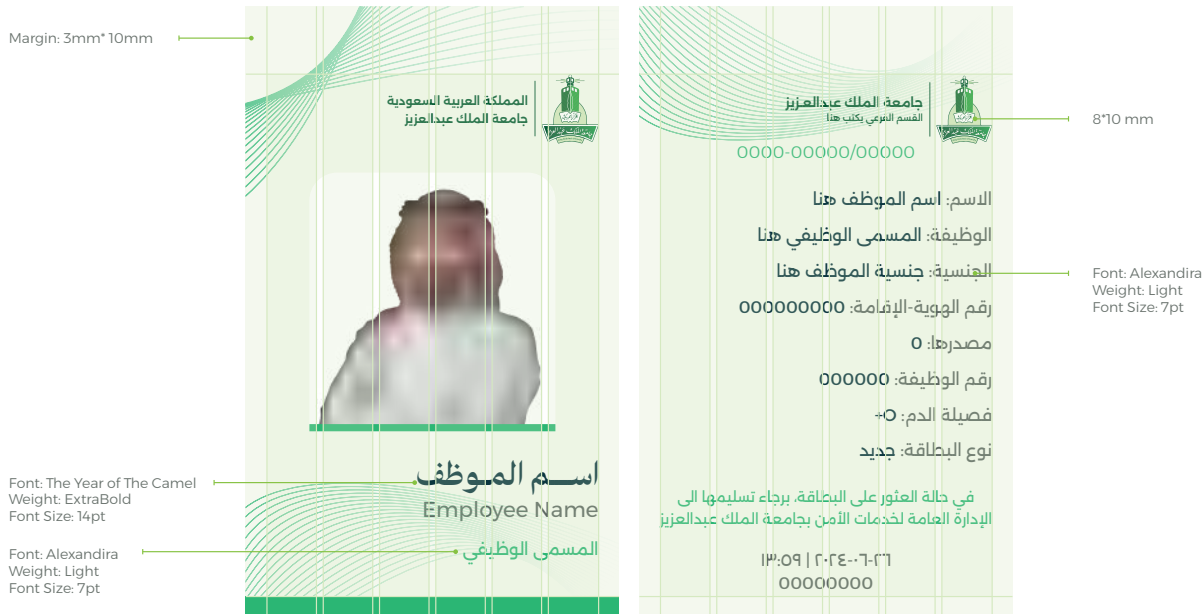 Margin: 3mm*10mm
المملكة العربية السعودية
جامعة الملك عبدالعزيز
اســـم المــوظف
Employee Name
المسمى الوظيفي
Font: The Year of The Camel
Weight: ExtraBold
Font Size: 14pt
Font: Alexandira
Weight: Light
Font Size: 7pt
جامعة الملك عبدالعزيز
القسم الفرعي يكتب هنا
0000-00000/00000
الاسم: اسم الموظف هنا
الوظيفة: المسمى الوظيفي هنا
الجنسية: جنسية الموظف هنا
رقم الهوية-الإقامة: 000000000
مصدرها: 0
رقم الوظيفة: 000000
فصيلة الدم: O+
نوع البطاقة: جديد
في حالة العثور على البطاقة، برجاء تسليمها الى
الإدارة العامة لخدمات الأمن بجامعة الملك عبدالعزيز
٢٠٢٤-٠٦-٢٦ | ١٣:٥٩
00000000
8*10 mm
Font: Alexandira
Weight: Light
Font Size: 7pt